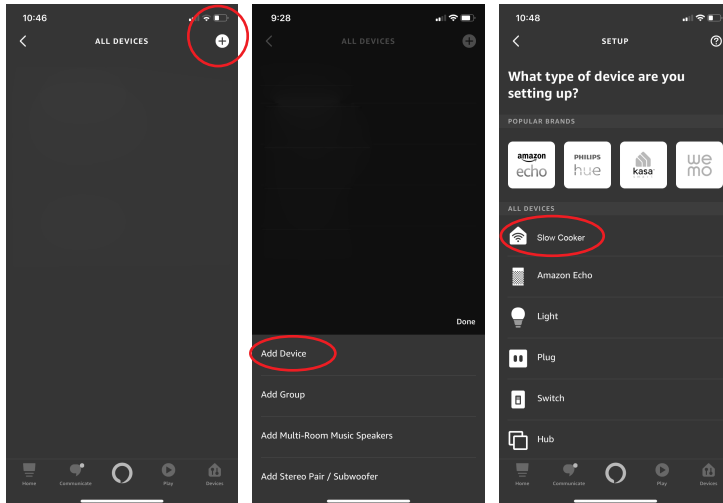 10:46
ALL DEVICES
Home
Communicate
Play
Devices
9:28
ALL DEVICES
Done
Add Device
Add Group
Add Multi-Room Music Speakers
Add Stereo Pair / Subwoofer
10:48
SETUP
What type of device are you
setting up?
POPULAR BRANDS
amazon
echo
PHILIPS
hue
kasa
we
mo
ALL DEVICES
Slow Cooker
Amazon Echo
Light
Plug
Switch
Hub
Home
Communicate
Play
Devices